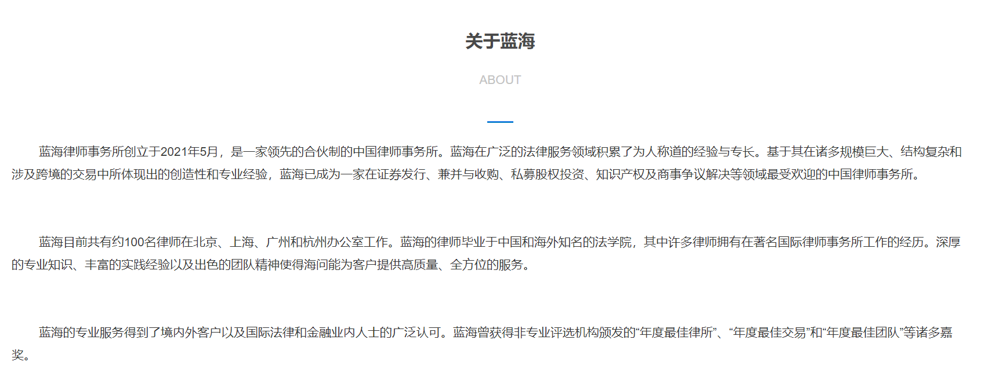 关于蓝海
ABOUT
蓝海律师事务所创立于2021年5月，是一家领先的合伙制的中国律师事务所。蓝海在广泛的法律服务领域积累了为人称道的经验与专长。基于其在诸多规模巨大、结构复杂和
涉及跨境的交易中所体现出的创造性和专业经验，蓝海已成为一家在证券发行、兼并与收购、私募股权投资、知识产权及商事争议解决等领域最受欢迎的中国律师事务所。
蓝海目前共有约100名律师在北京、上海、广州和杭州办公室工作。蓝海的律师毕业于中国和海外知名的法学院，其中许多律师拥有在著名国际律师事务所工作的经历。深厚
的专业知识、丰富的实践经验以及出色的团队精神使得海问能为客户提供高质量、全方位的服务。
蓝海的专业服务得到了境内外客户以及国际法律和金融业内人士的广泛认可。蓝海曾获得非专业评选机构颁发的“年度最佳律所”、“年度最佳交易”和“年度最佳团队”等诸多嘉
奖。